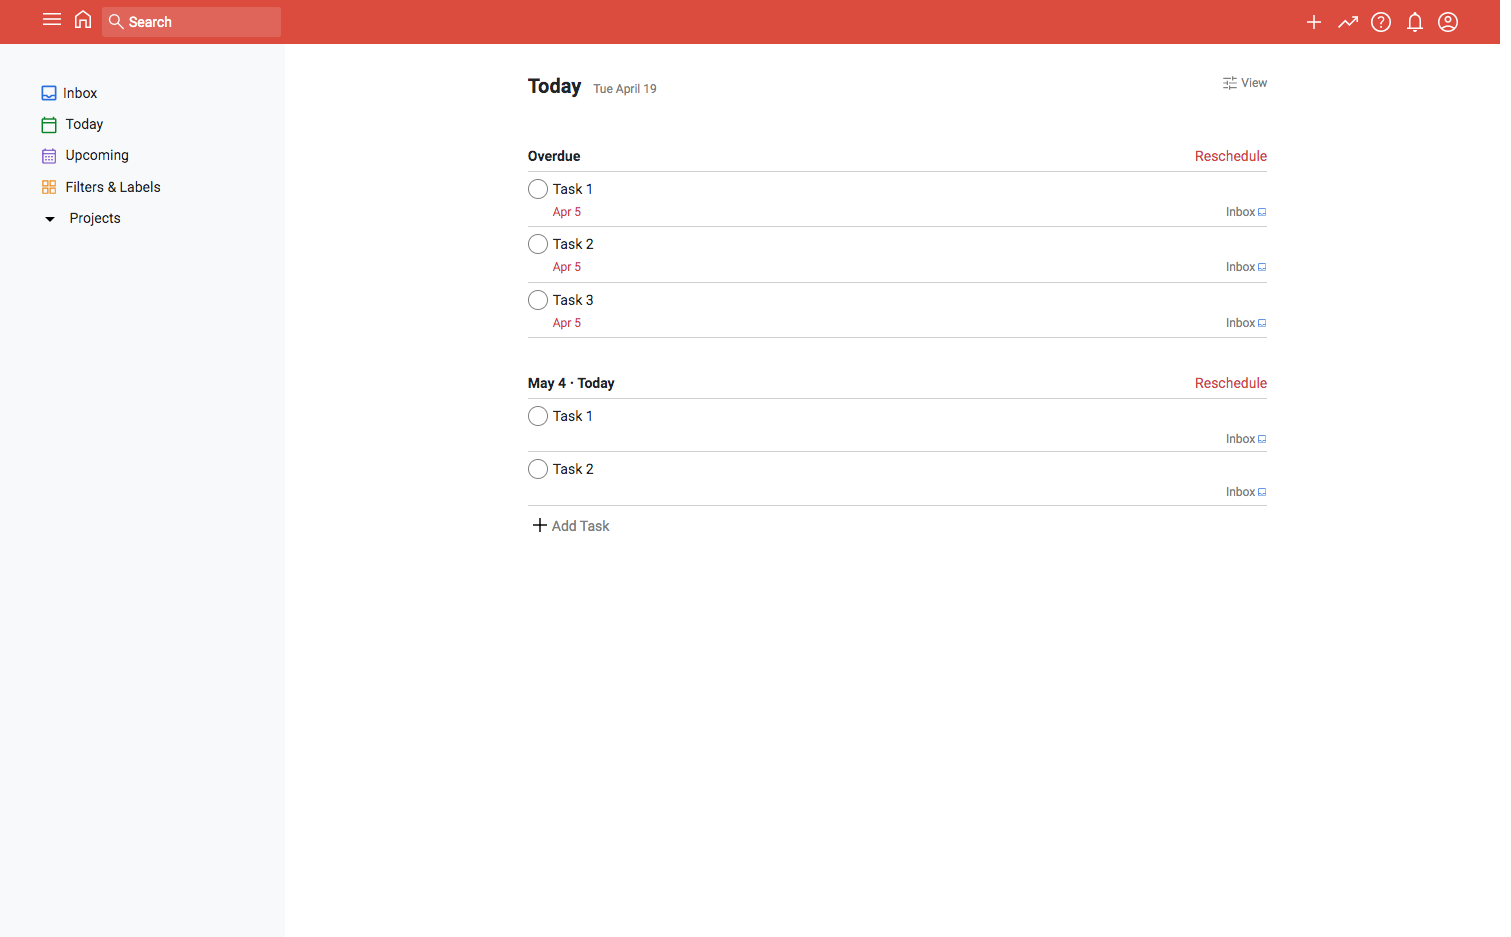 Search
Inbox
Today
Upcoming
Filters & Labels
Projects
Today Tue April 19
View
Overdue
Reschedule
Task 1
Apr 5
Inbox
Task 2
Apr 5
Inbox
Task 3
Apr 5
Inbox
May 4 · Today
Reschedule
Task 1
Inbox
Task 2
Inbox
Add Task